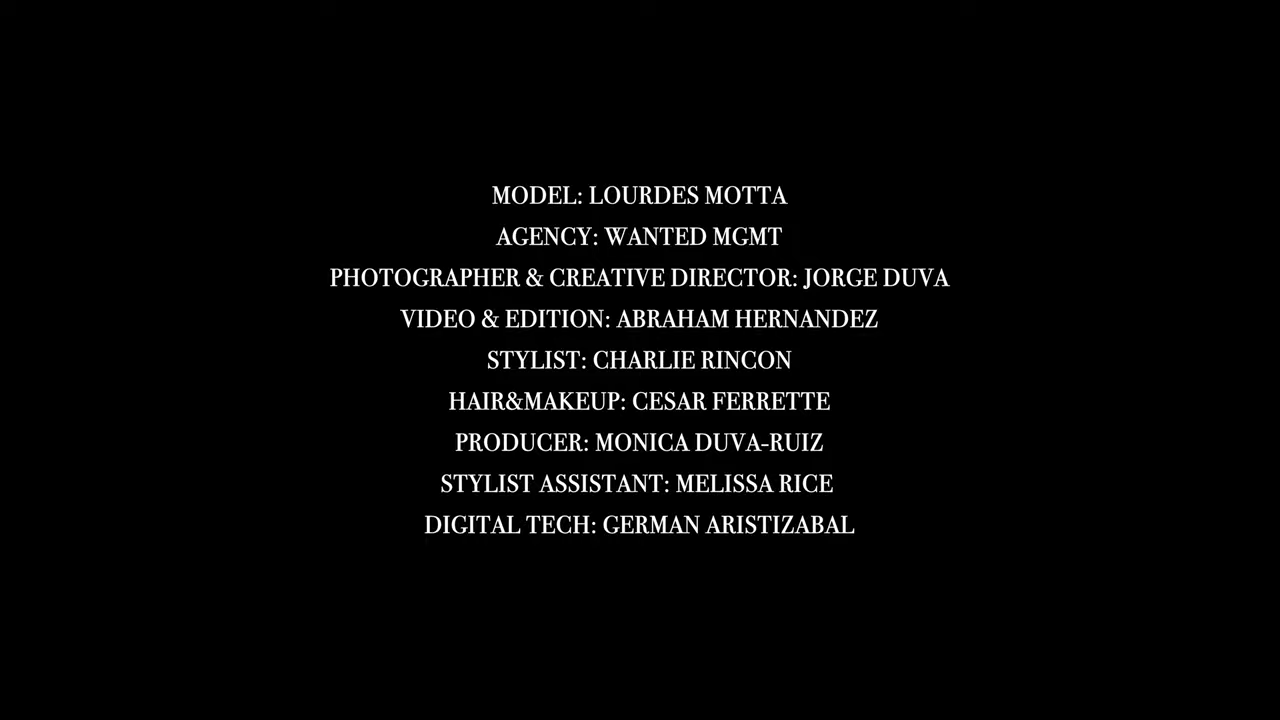 MODEL: LOURDES MOTTA
AGENCY: WANTED MGMT
PHOTOGRAPHER & CREATIVE DIRECTOR: JORGE DUVA
VIDEO & EDITION: ABRAHAM HERNANDEZ
STYLIST: CHARLIE RINCON
HAIR&MAKEUP: CESAR FERRETTE
PRODUCER: MONICA DUVA-RUIZ
STYLIST ASSISTANT: MELISSA RICE
DIGITAL TECH: GERMAN ARISTIZABAL